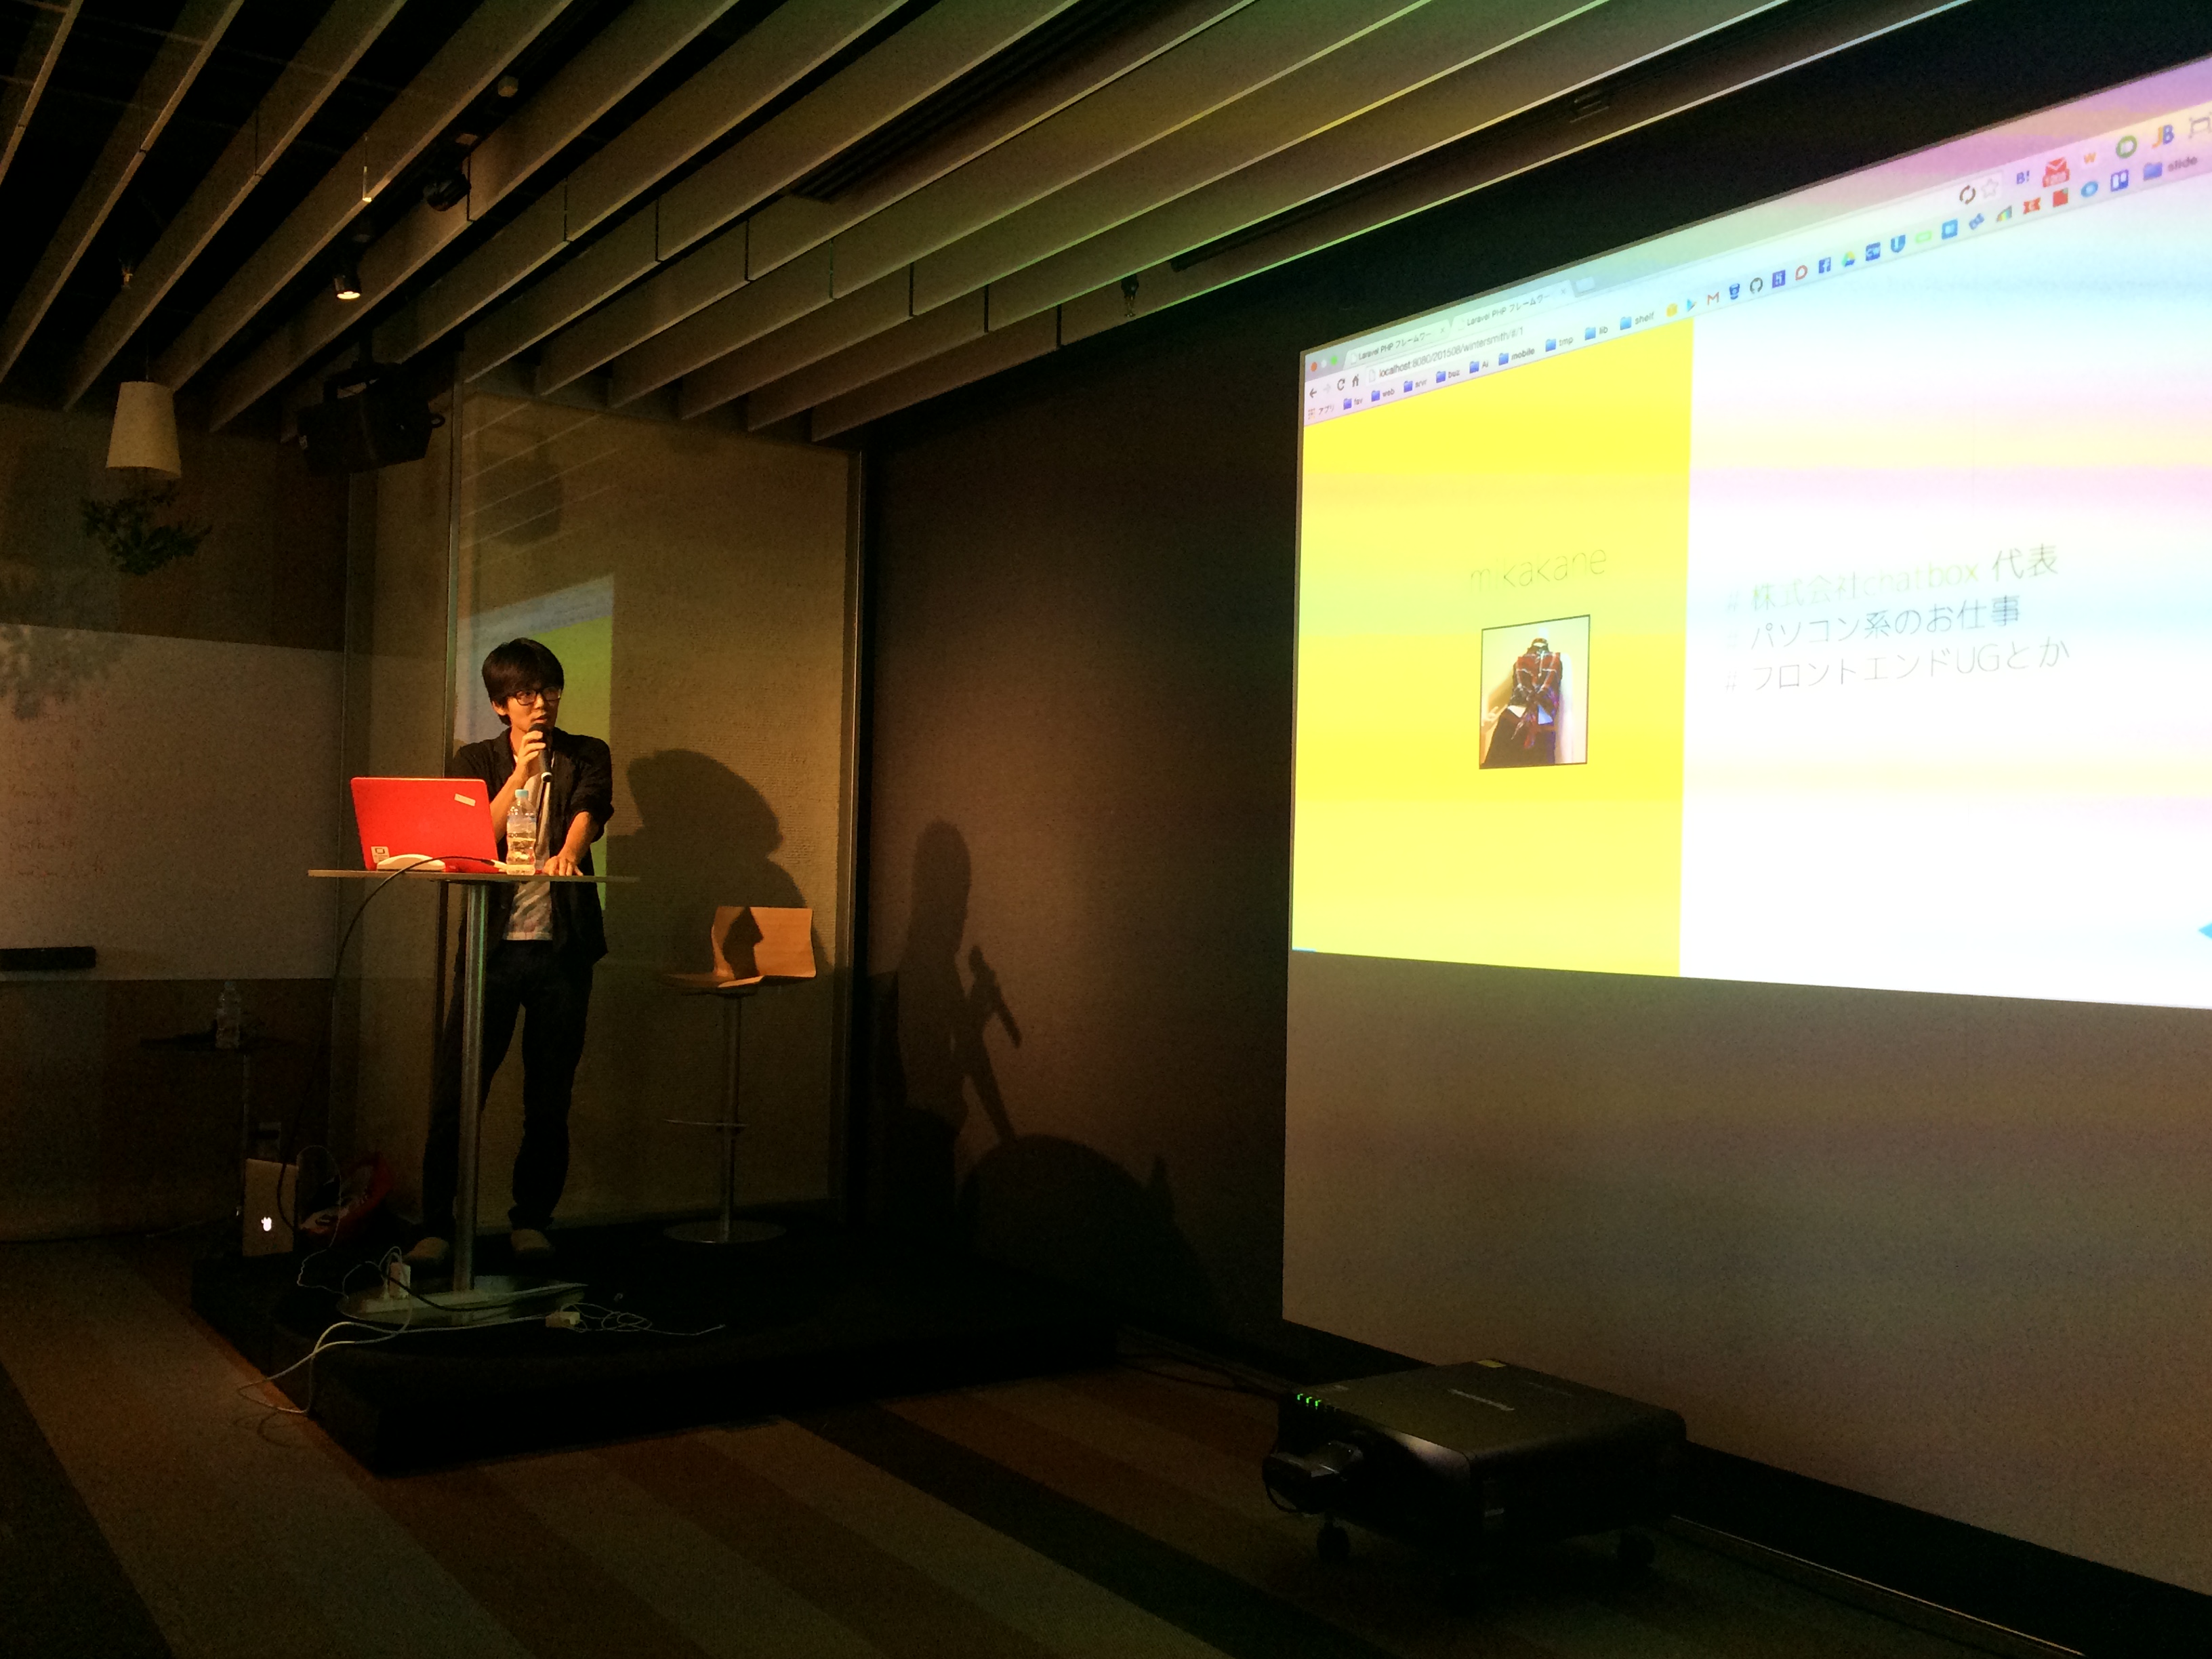 Laravel PHP フレームワー
Laravel PHP フレームワー
localhost:8080/201508/wintersmith/8/1
アプリ fav web srvr buz Ai mobile tmp lib shelf
slide
mikakane
# 株式会社chatbox 代表
# パソコン系のお仕事
# フロントエンドUGとか